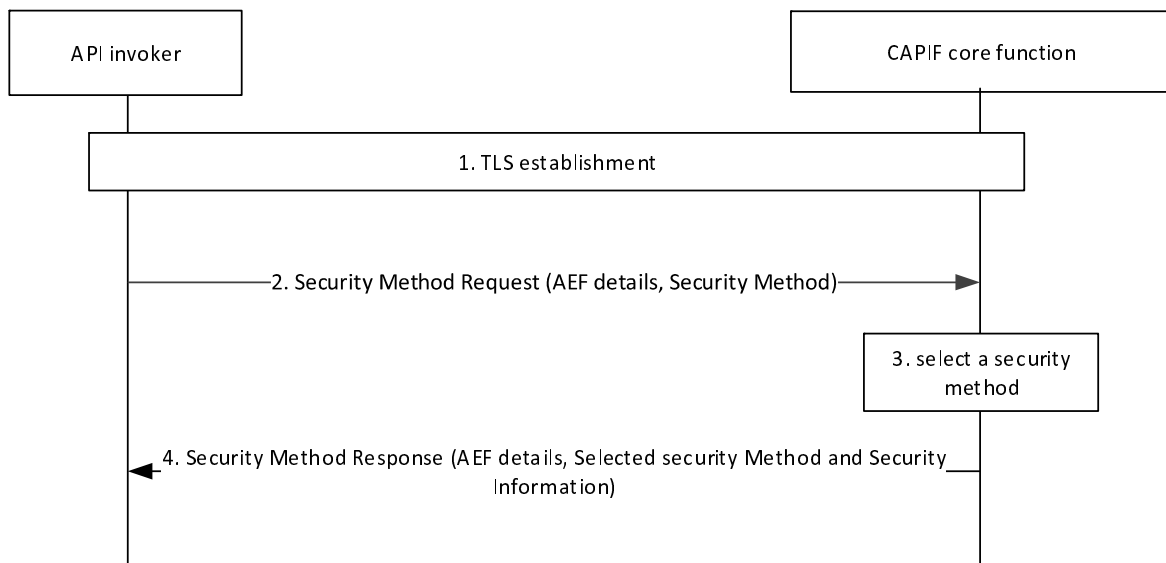 API invoker
CAPIF core function
1. TLS establishment
2. Security Method Request (AEF details, Security Method)
3. select a security
method
4. Security Method Response (AEF details, Selected security Method and Security
Information)